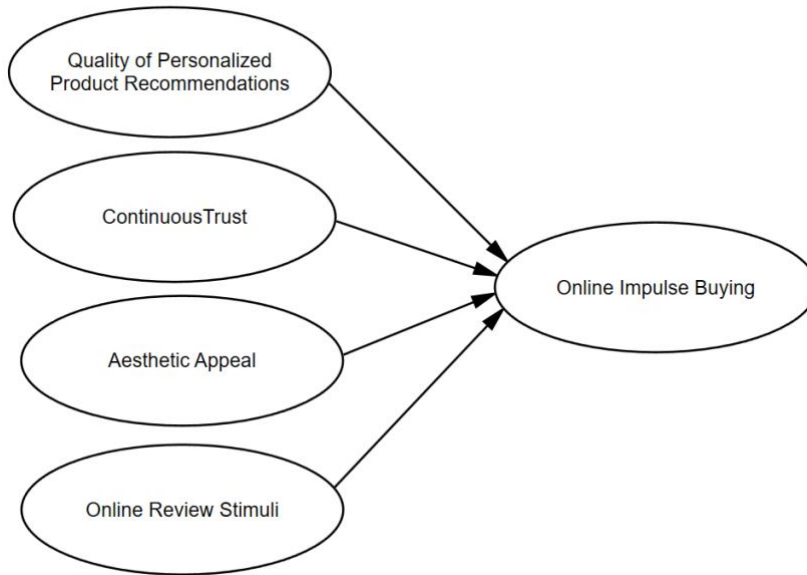 Quality of Personalized
Product Recommendations
ContinuousTrust
Online Impulse Buying
Aesthetic Appeal
Online Review Stimuli